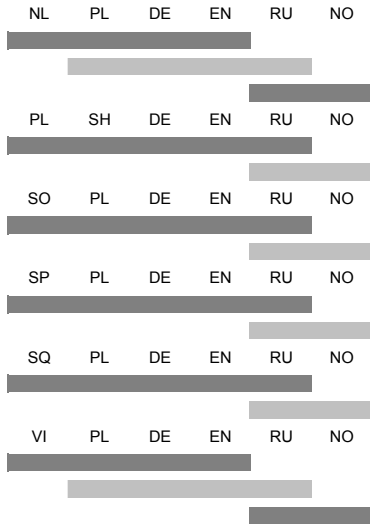 NL PL DE EN RU NO
PL SH DE EN RU NO
SO PL DE EN RU NO
SP PL DE EN RU NO
SQ PL DE EN RU NO
VI PL DE EN RU NO